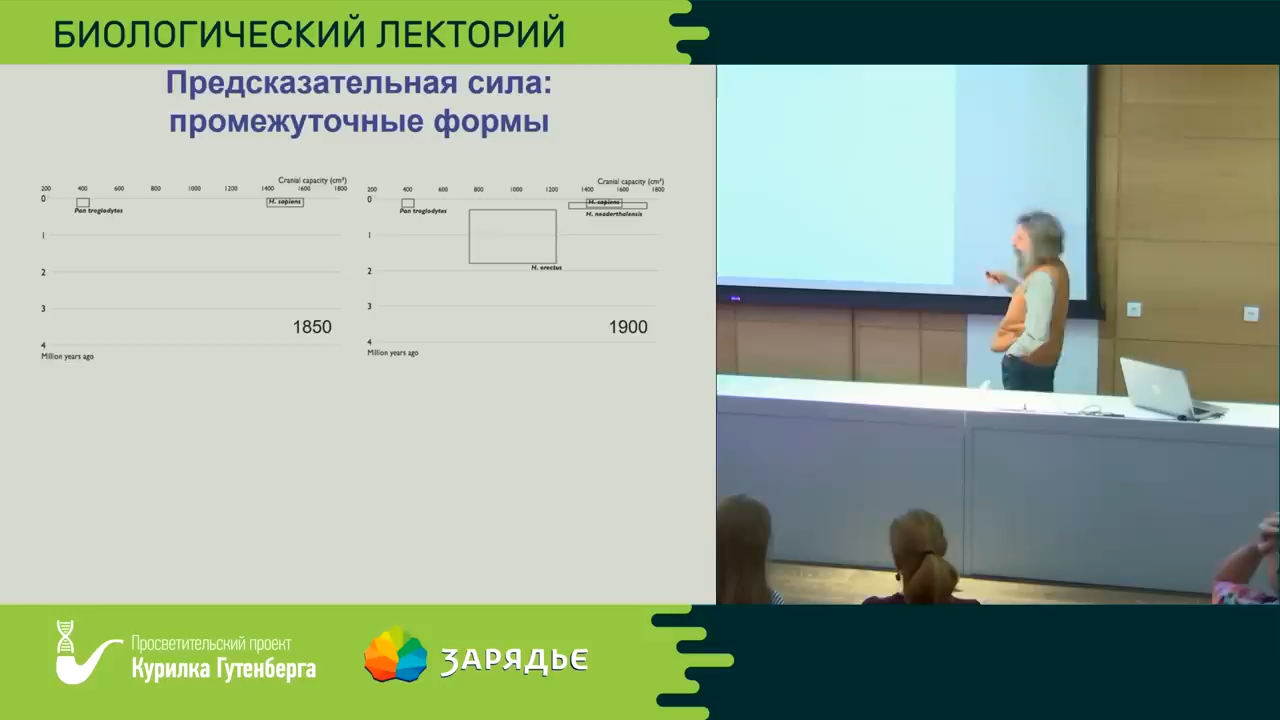 БИОЛОГИЧЕСКИЙ ЛЕКТОРИЙ
Предсказательная сила:
промежуточные формы
Cranial capacity (cm³)
200 400 600 800 1000 1200 1400 1600 1800
0
Pan troglodytes
H. sapiens
1
2
3
1850
4
Million years ago
Cranial capacity (cm³)
200 400 600 800 1000 1200 1400 1600 1800
0
Pan troglodytes
H. sapiens
H. neaderthalensis
1
2
H. erectus
3
1900
4
Million years ago
Просветительский проект
Курилка Гутенберга
ЗАРЯДЬЕ